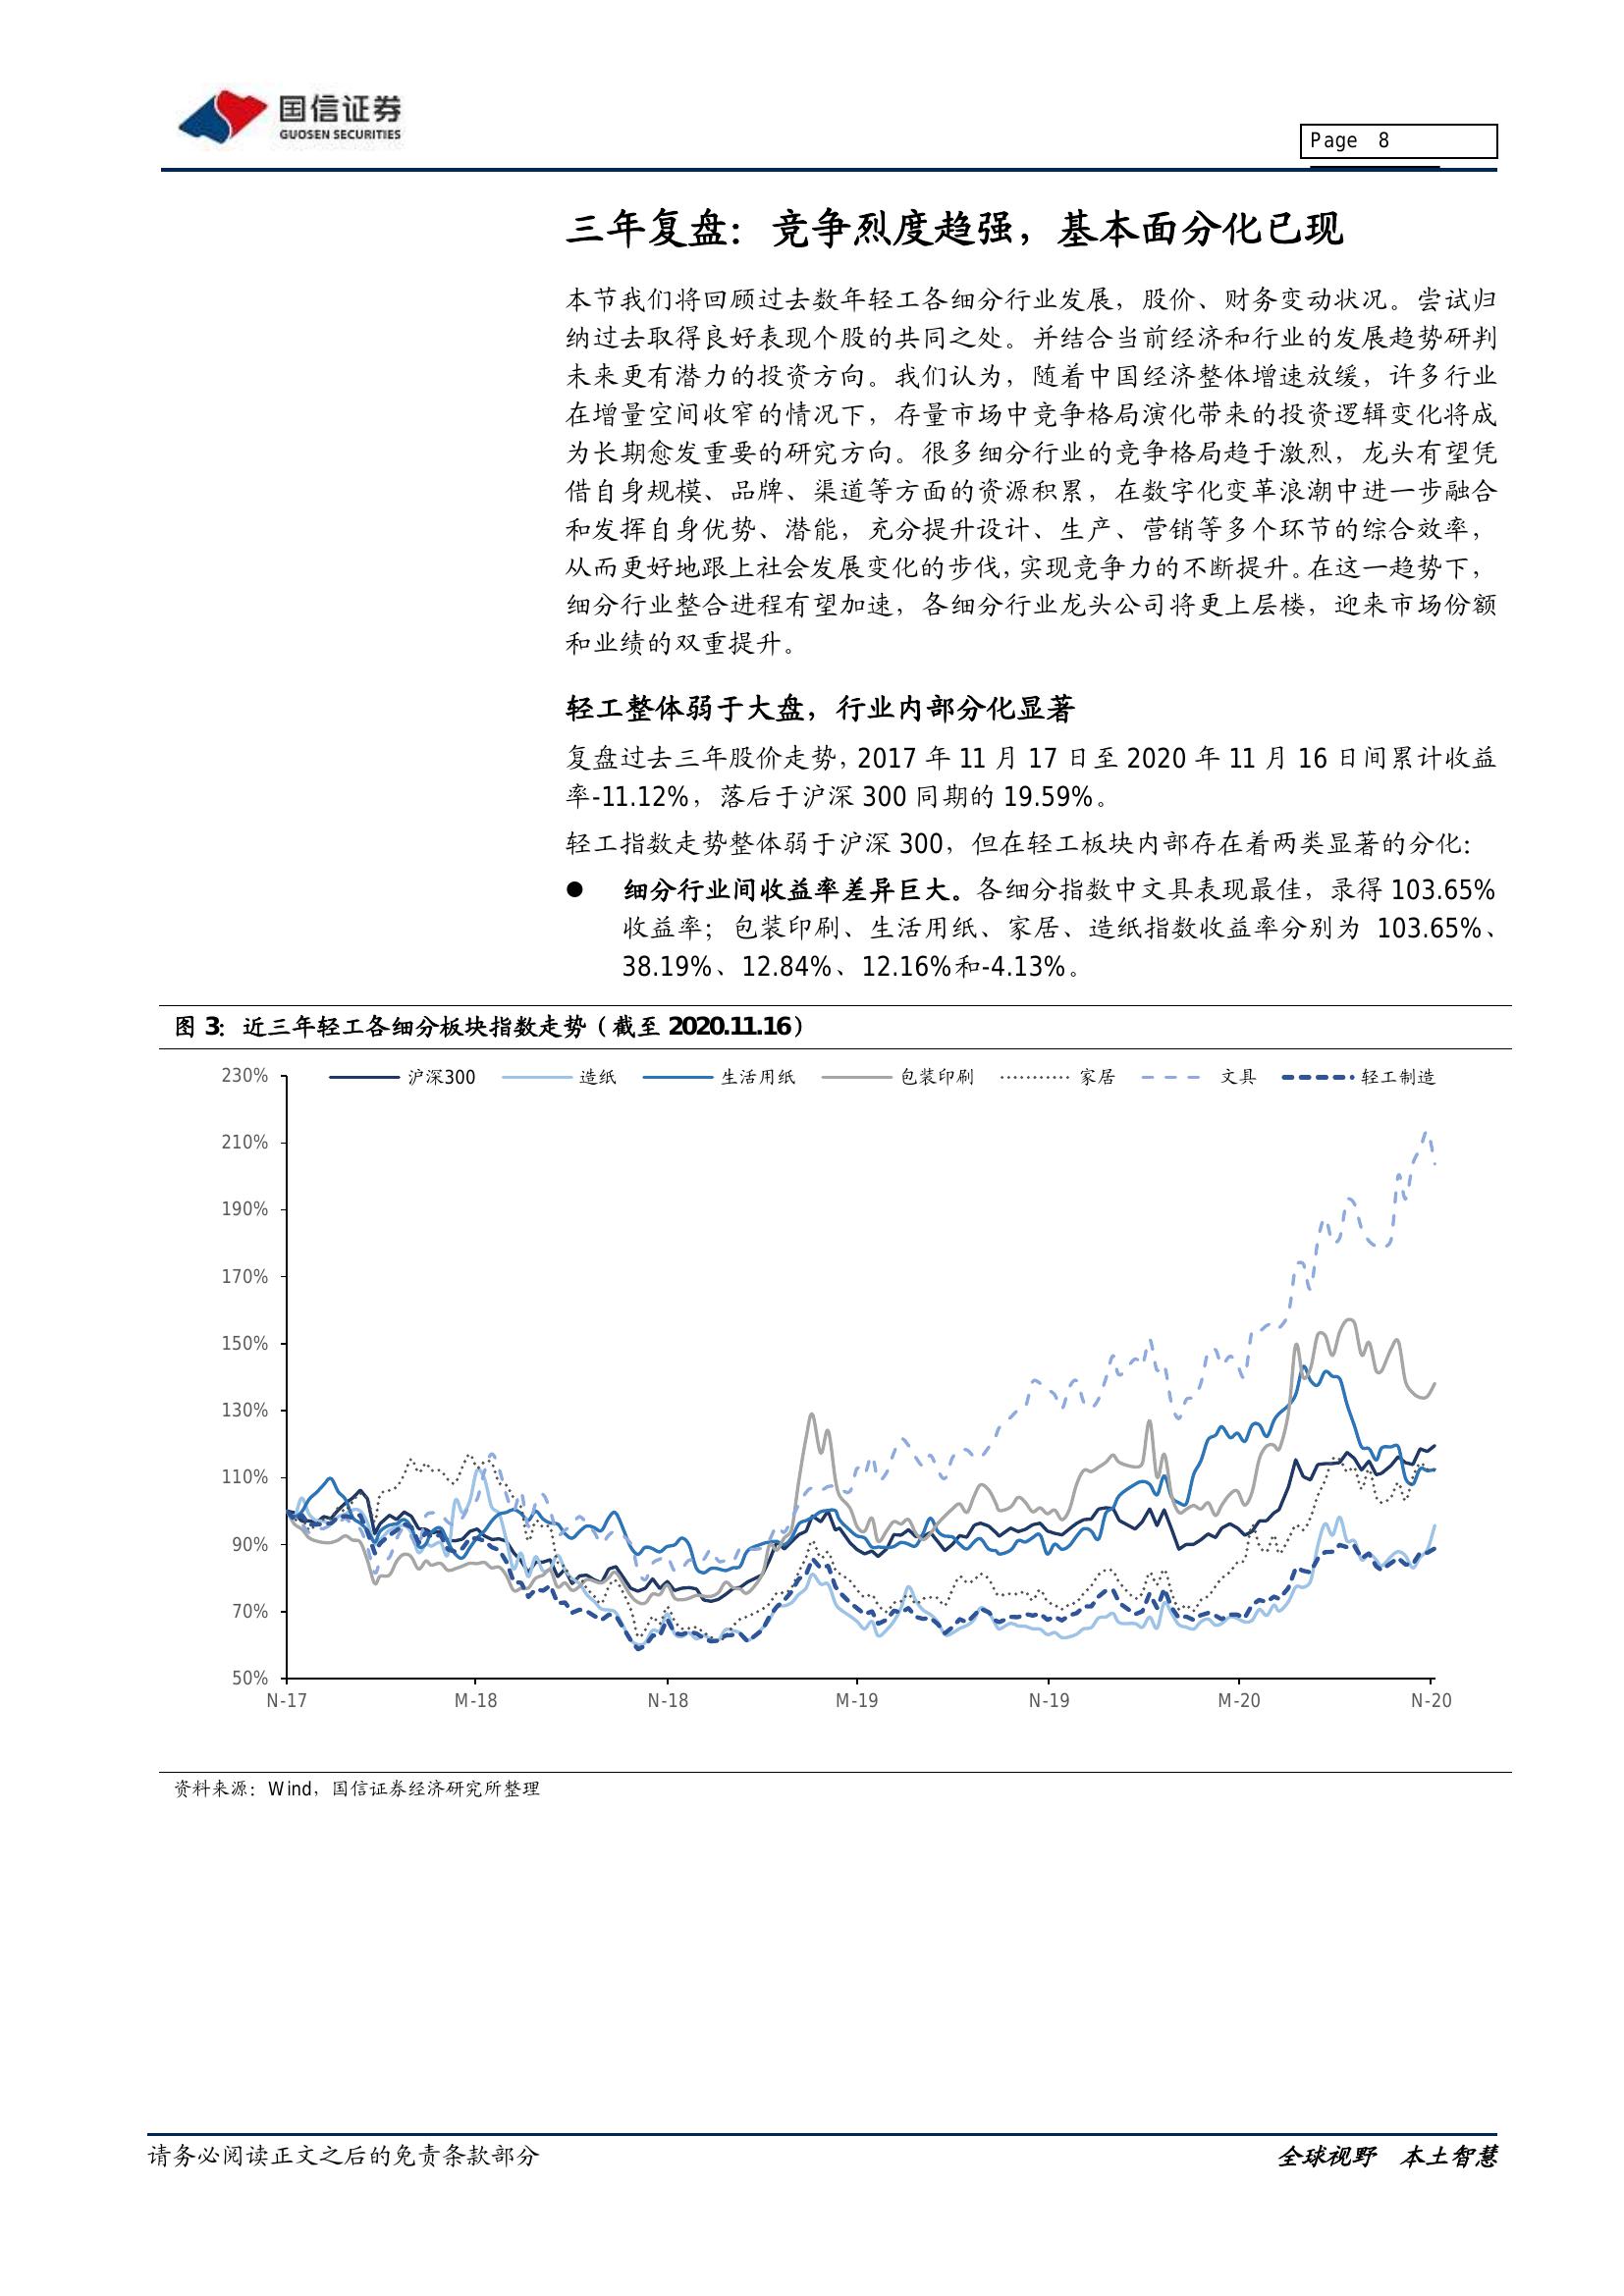 国信证券
GUOSEN SECURITIES
Page 8
三年复盘：竞争烈度趋强，基本面分化已现
本节我们将回顾过去数年轻工各细分行业发展，股价、财务变动状况。尝试归
纳过去取得良好表现个股的共同之处。并结合当前经济和行业的发展趋势研判
未来更有潜力的投资方向。我们认为，随着中国经济整体增速放缓，许多行业
在增量空间收窄的情况下，存量市场中竞争格局演化带来的投资逻辑变化将成
为长期愈发重要的研究方向。很多细分行业的竞争格局趋于激烈，龙头有望凭
借自身规模、品牌、渠道等方面的资源积累，在数字化变革浪潮中进一步融合
和发挥自身优势、潜能，充分提升设计、生产、营销等多个环节的综合效率，
从而更好地跟上社会发展变化的步伐，实现竞争力的不断提升。在这一趋势下，
细分行业整合进程有望加速，各细分行业龙头公司将更上层楼，迎来市场份额
和业绩的双重提升。
轻工整体弱于大盘，行业内部分化显著
复盘过去三年股价走势，2017 年 11 月 17 日至 2020 年 11 月 16 日间累计收益
率-11.12%，落后于沪深 300 同期的 19.59%。
轻工指数走势整体弱于沪深 300，但在轻工板块内部存在着两类显著的分化：
● 细分行业间收益率差异巨大。各细分指数中文具表现最佳，录得 103.65%
收益率；包装印刷、生活用纸、家居、造纸指数收益率分别为 103.65%、
38.19%、12.84%、12.16%和-4.13%。
图 3：近三年轻工各细分板块指数走势（截至 2020.11.16）
沪深300 造纸 生活用纸 包装印刷 家居 文具 轻工制造
230%
210%
190%
170%
150%
130%
110%
90%
70%
50%
N-17 M-18 N-18 M-19 N-19 M-20 N-20
资料来源：Wind，国信证券经济研究所整理
请务必阅读正文之后的免责条款部分
全球视野 本土智慧